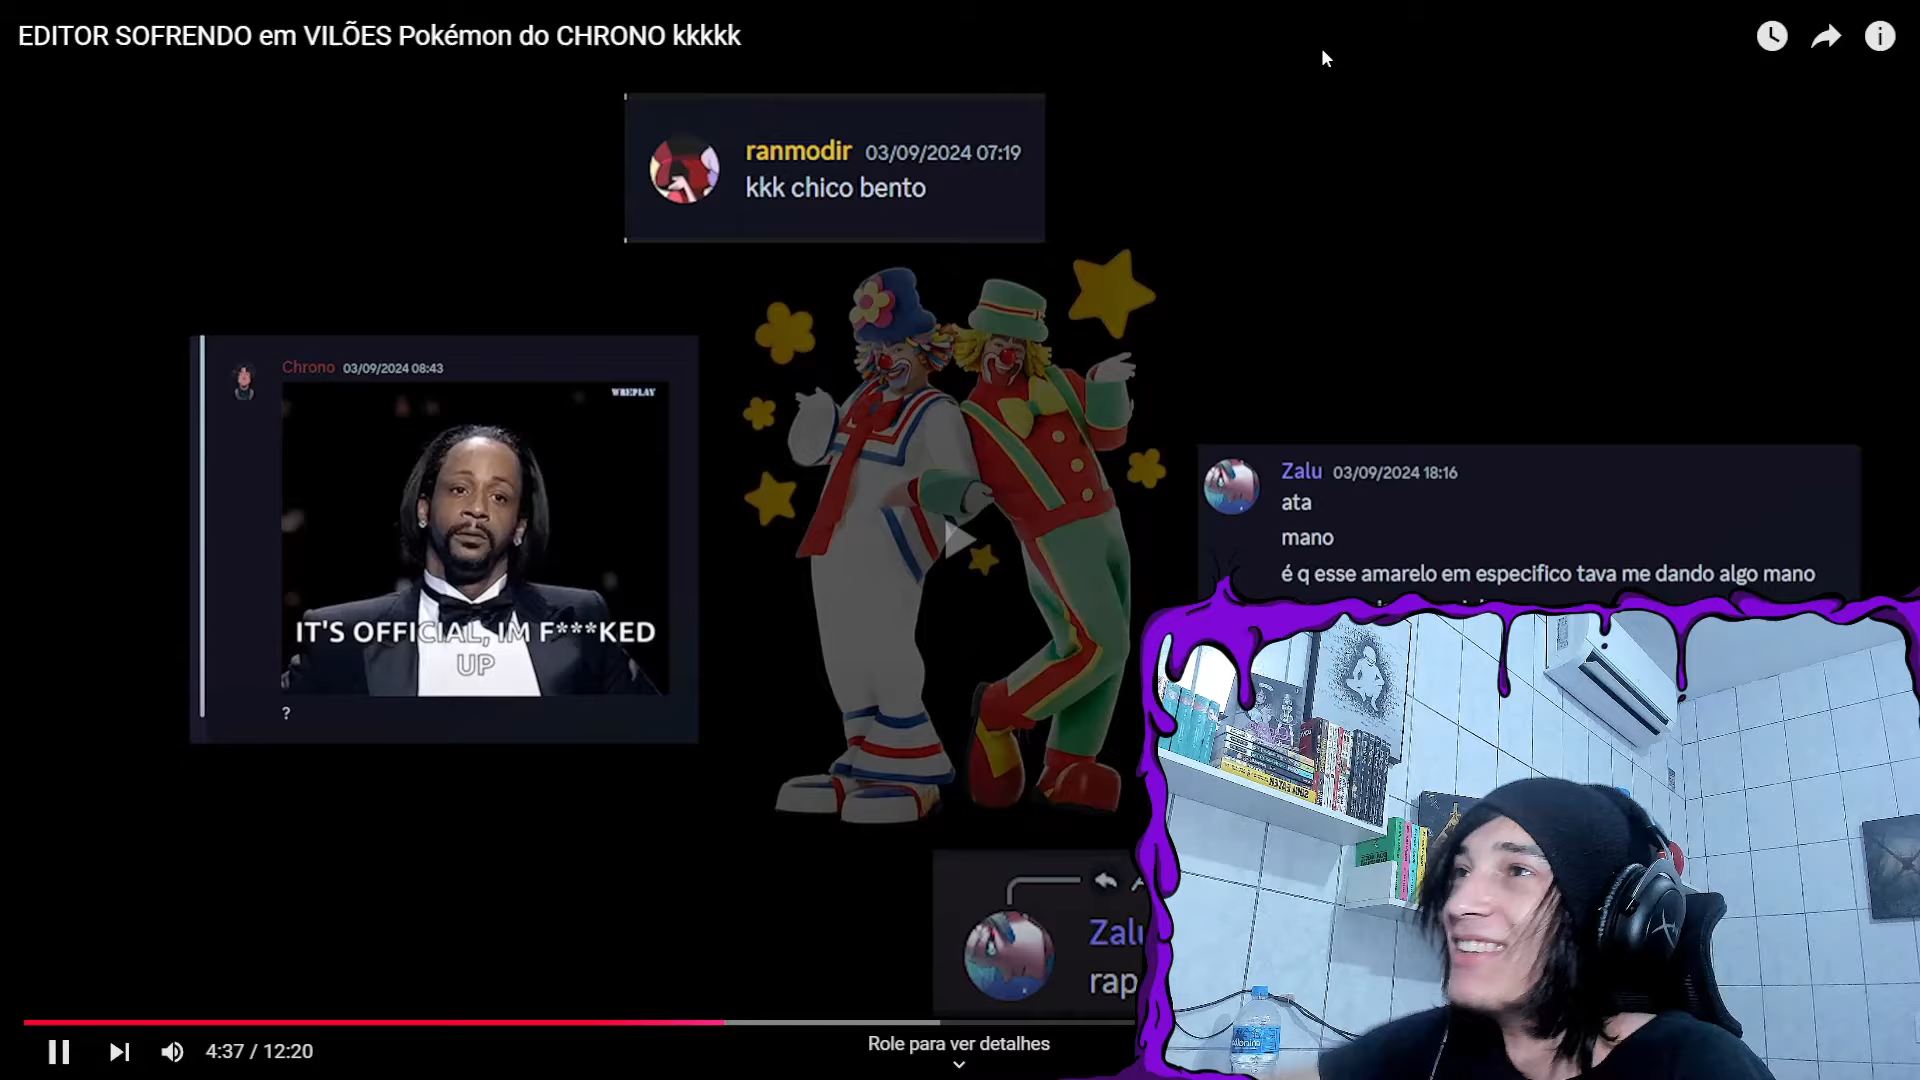 EDITOR SOFRENDO em VILÕES Pokémon do CHRONO kkkkk
ranmodir 03/09/2024 07:19
kkk chico bento
Chrono 03/09/2024 08:43
WREPLAY
IT'S OFFICIAL, IM F***KED
UP
?
Zalu 03/09/2024 18:16
ata
mano
é q esse amarelo em especifico tava me dando algo mano
Zalu
rap
4:37 / 12:20
Role para ver detalhes